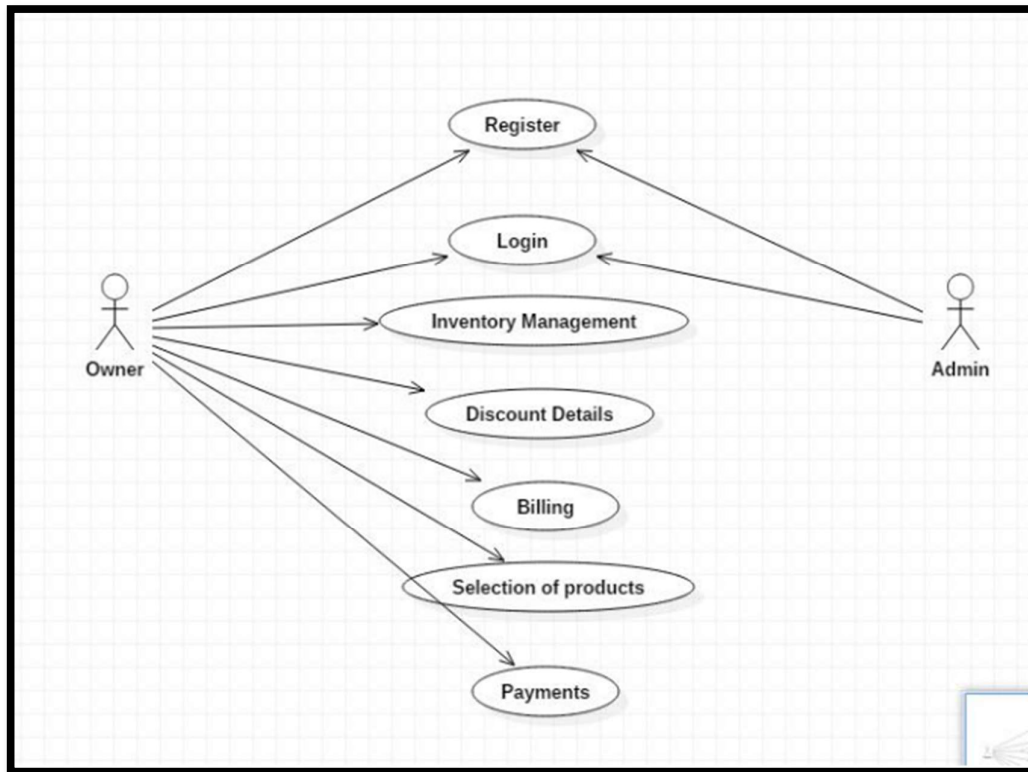 Register
Login
Inventory Management
Owner
Admin
Discount Details
Billing
Selection of products
Payments